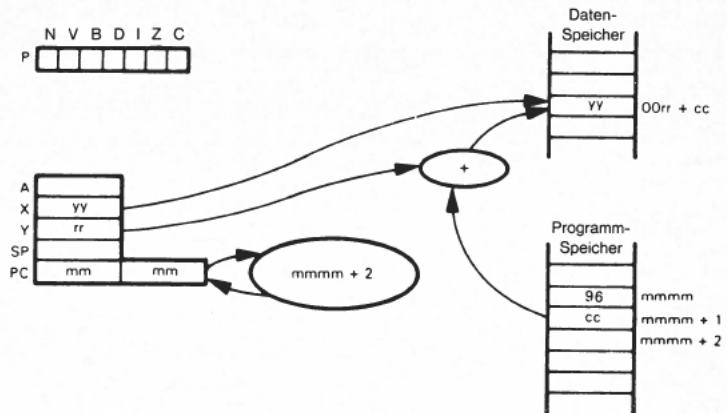 N V B D I Z C
P
Daten-
Speicher
yy 00rr + cc
+
A
X yy
Y rr
SP
PC mm mm
mmmm + 2
Programm-
Speicher
96 mmmm
cc mmmm + 1
mmmm + 2